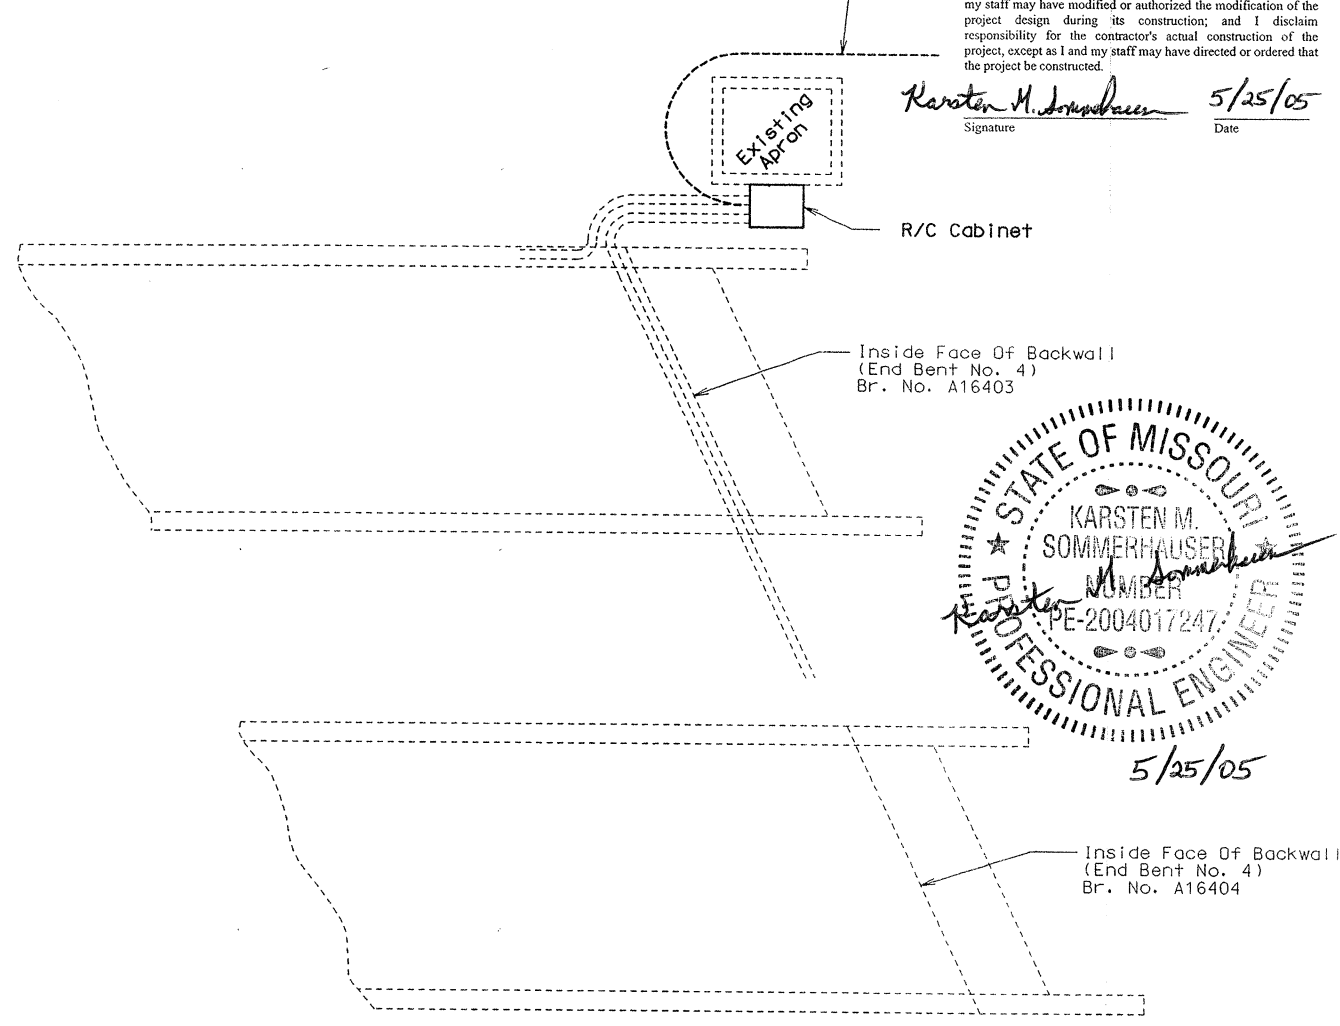 my staff may have modified or authorized the modification of the
project design during its construction; and I disclaim
responsibility for the contractor's actual construction of the
project, except as I and my staff may have directed or ordered that
the project be constructed.
Karsten M. Sommerhauser 5/25/05
Signature Date
Existing
Apron
R/C Cabinet
Inside Face Of Backwall
(End Bent No. 4)
Br. No. A16403
STATE OF MISSOURI
KARSTEN M.
SOMMERHAUSER
NUMBER
PE-2004017247
Karsten M. Sommerhauser
PROFESSIONAL ENGINEER
5/25/05
Inside Face Of Backwall
(End Bent No. 4)
Br. No. A16404